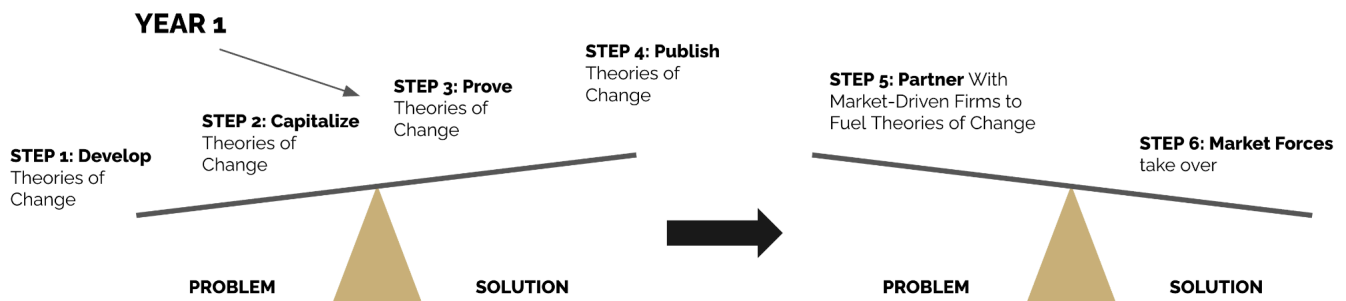 YEAR 1
STEP 1: Develop
Theories of
Change
STEP 2: Capitalize
Theories of
Change
STEP 3: Prove
Theories of
Change
STEP 4: Publish
Theories of
Change
PROBLEM
SOLUTION
STEP 5: Partner With
Market-Driven Firms to
Fuel Theories of Change
STEP 6: Market Forces
take over
PROBLEM
SOLUTION